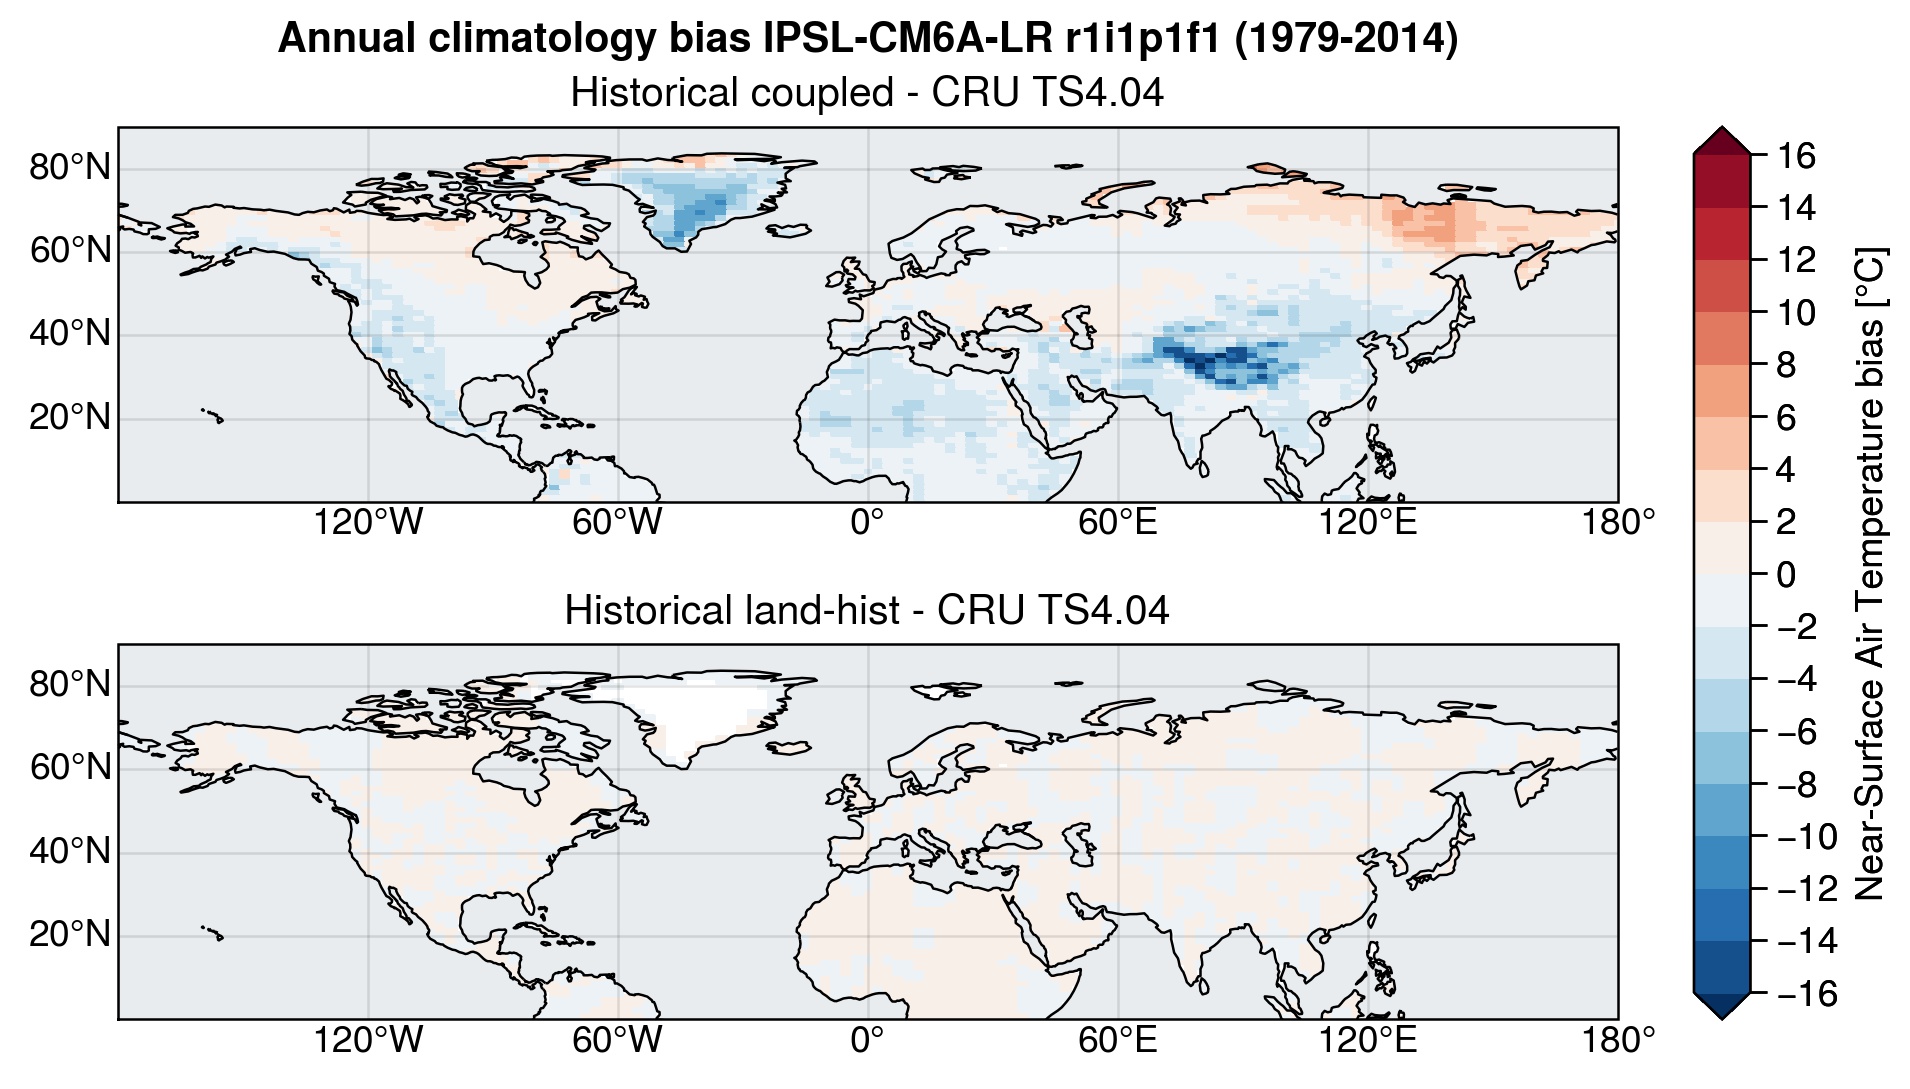 Annual climatology bias IPSL-CM6A-LR r1i1p1f1 (1979-2014)
Historical coupled - CRU TS4.04
80°N
60°N
40°N
20°N
120°W 60°W 0° 60°E 120°E 180°
Historical land-hist - CRU TS4.04
80°N
60°N
40°N
20°N
120°W 60°W 0° 60°E 120°E 180°
16
14
12
10
8
6
4
2
0
−2
−4
−6
−8
−10
−12
−14
−16
Near-Surface Air Temperature bias [°C]